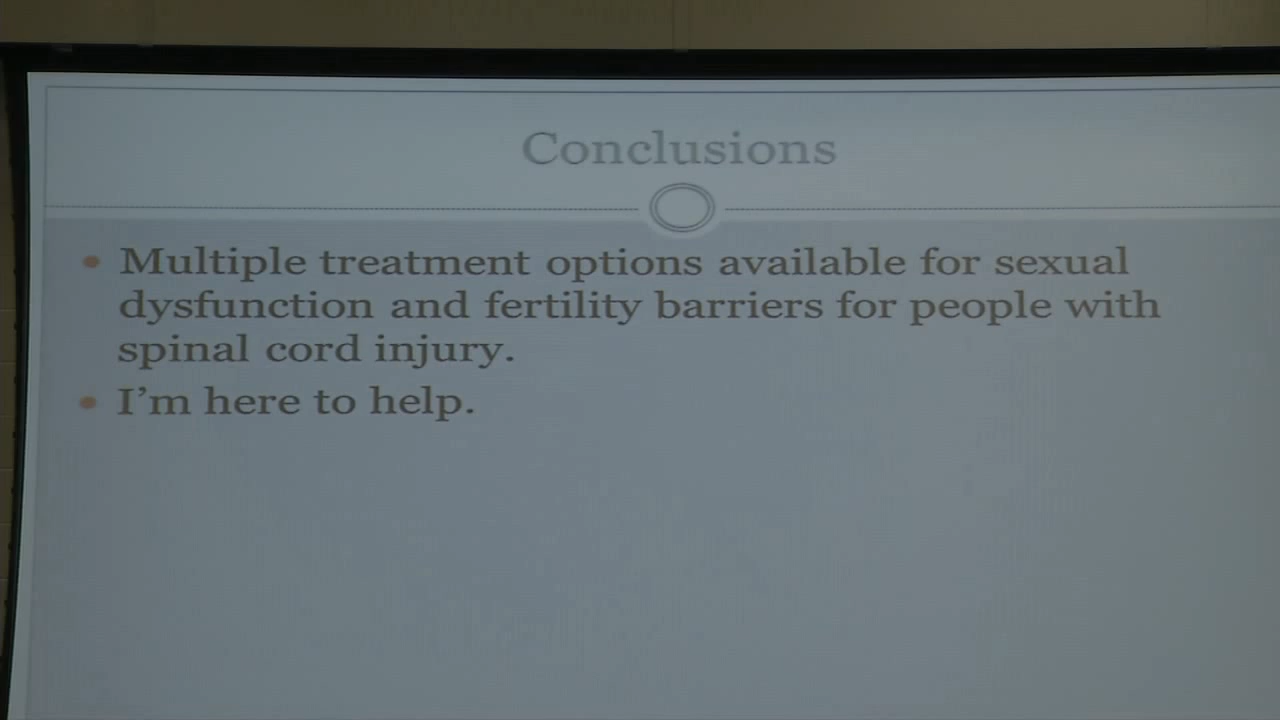 Conclusions
• Multiple treatment options available for sexual
dysfunction and fertility barriers for people with
spinal cord injury.
• I’m here to help.